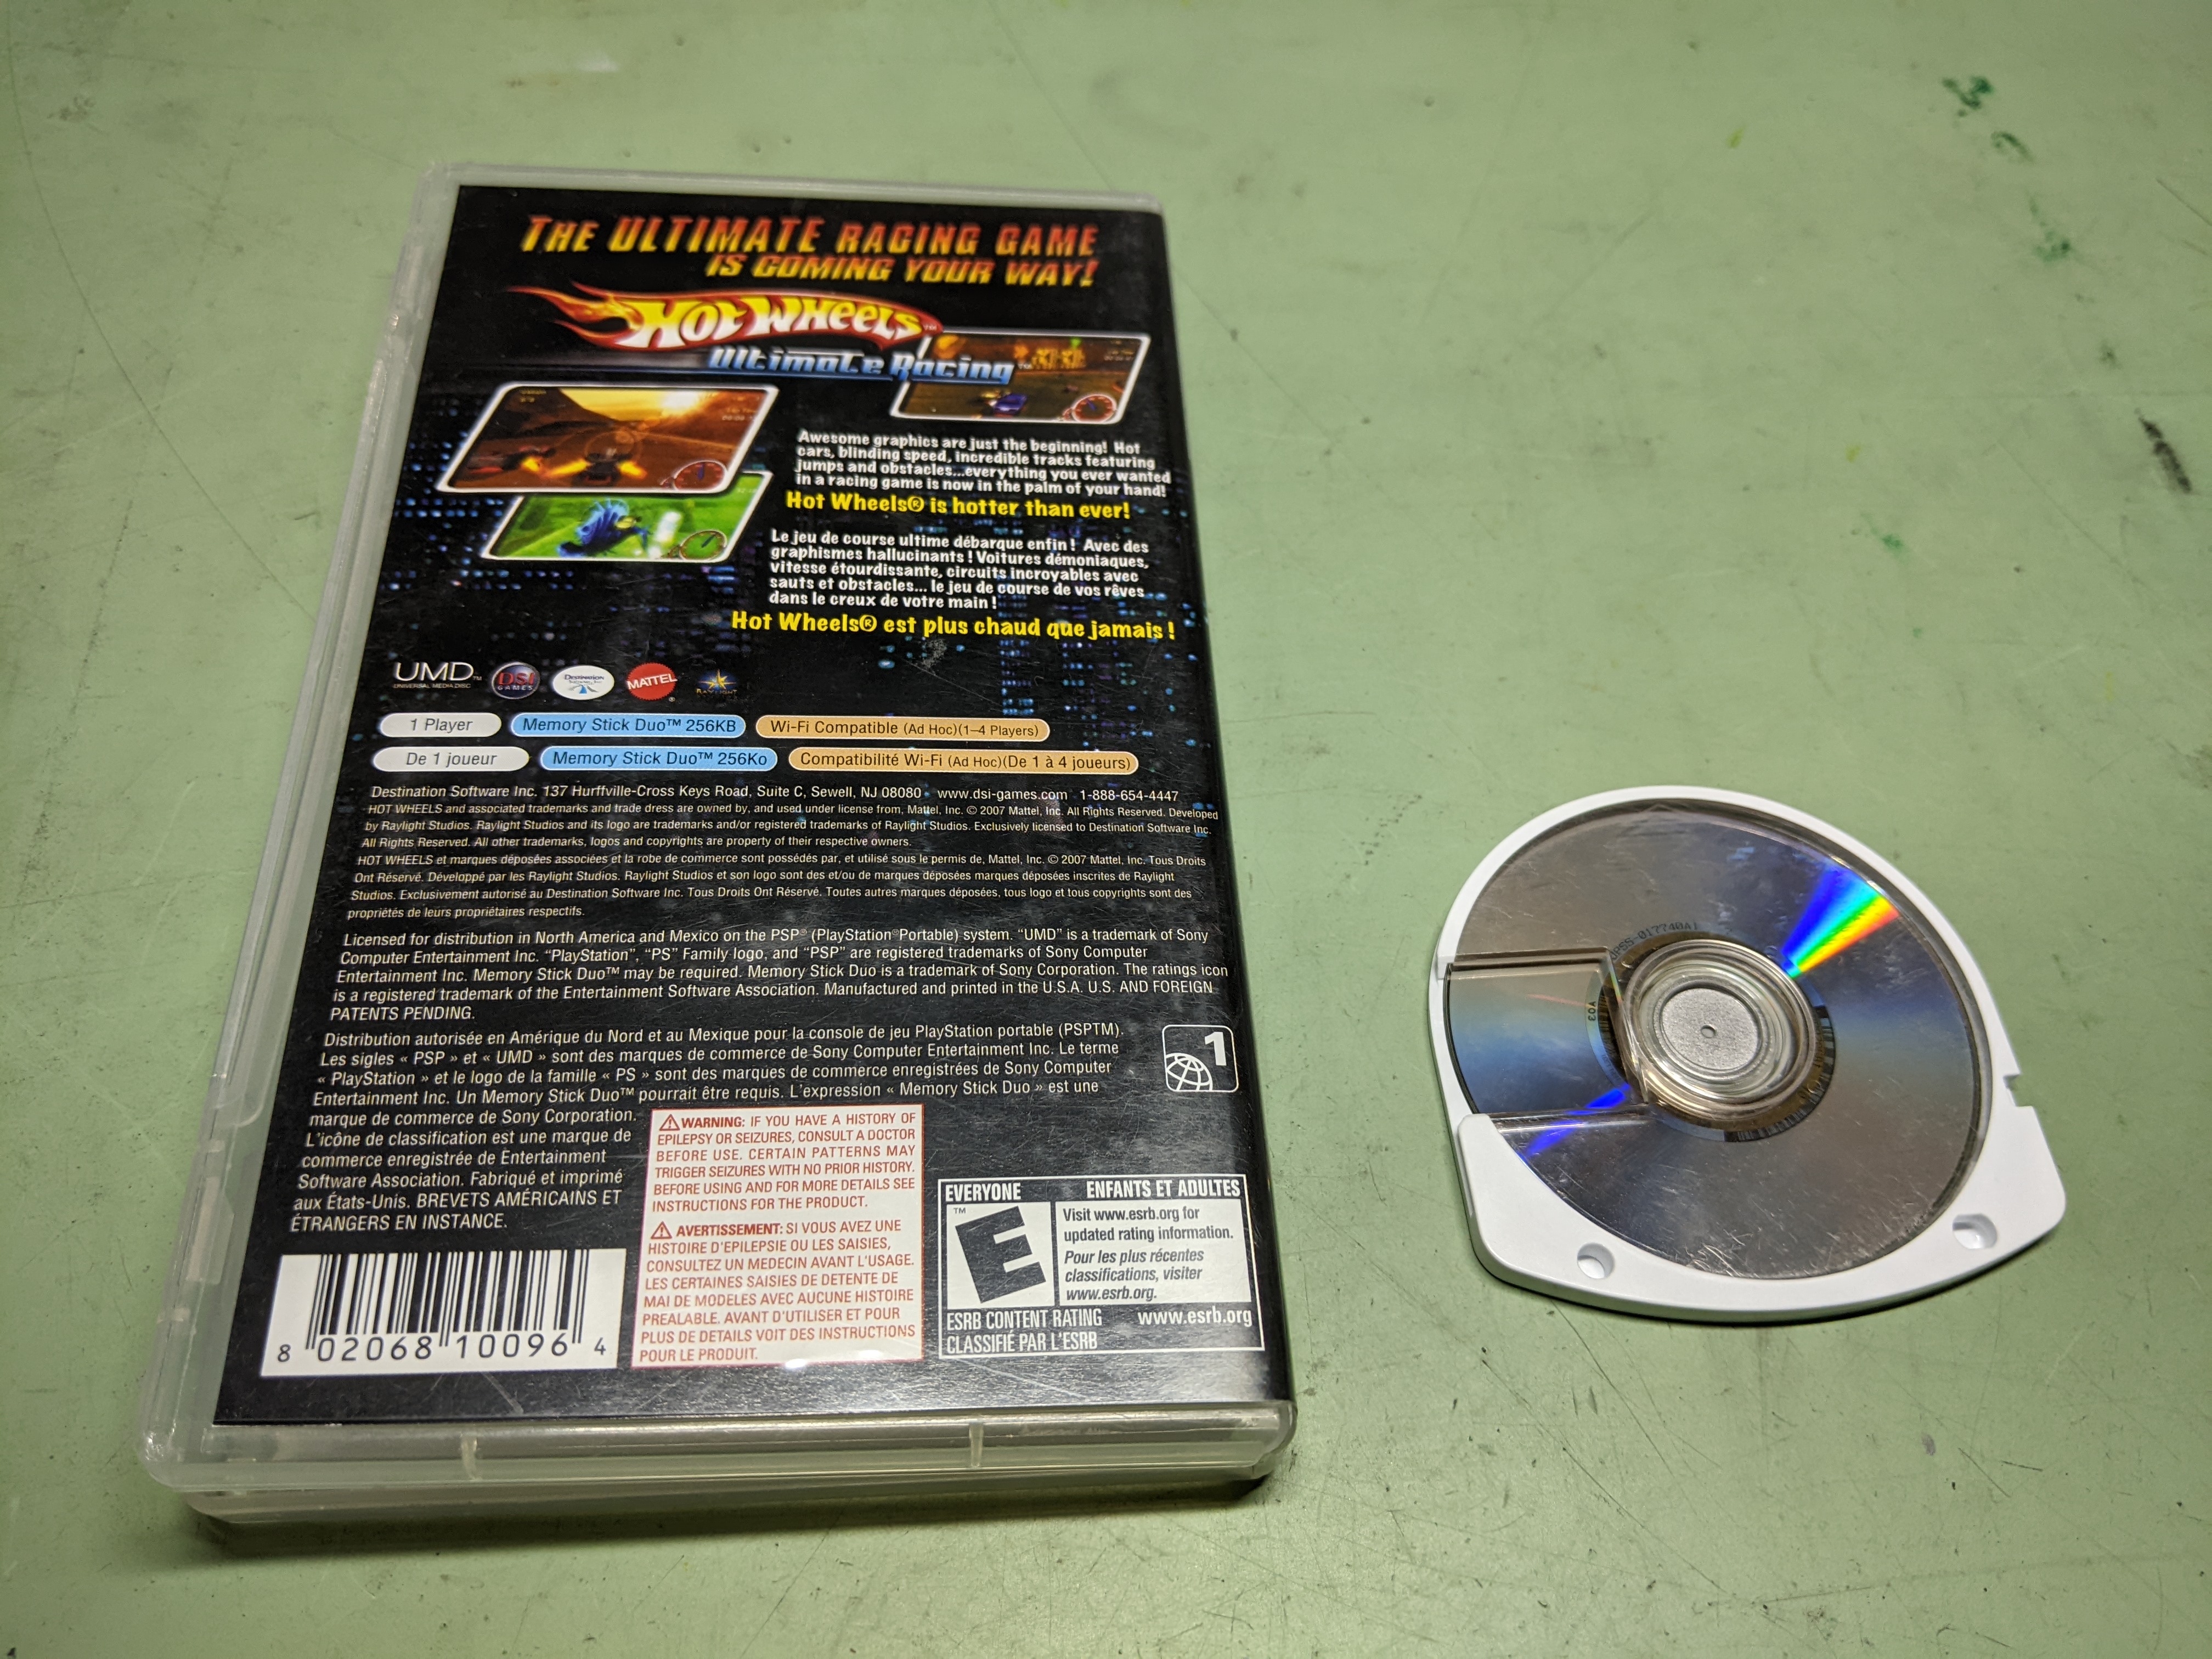 THE ULTIMATE RACING GAME
IS COMING YOUR WAY!
HOT WHEELS™
Ultimate Racing™
Awesome graphics are just the beginning! Hot
cars, blinding speed, incredible tracks featuring
jumps and obstacles...everything you ever wanted
in a racing game is now in the palm of your hand!
Hot Wheels® is hotter than ever!
Le jeu de course ultime débarque enfin ! Avec des
graphismes hallucinants ! Voitures démoniaques,
vitesse étourdissante, circuits incroyables avec
sauts et obstacles... le jeu de course de vos rêves
dans le creux de votre main !
Hot Wheels® est plus chaud que jamais !
UMD™
UNIVERSAL MEDIA DISC
DSI
GAMES
Destination
MATTEL
RAYLIGHT
1 Player
Memory Stick Duo™ 256KB
Wi-Fi Compatible (Ad Hoc)(1–4 Players)
De 1 joueur
Memory Stick Duo™ 256Ko
Compatibilité Wi-Fi (Ad Hoc)(De 1 à 4 joueurs)
Destination Software Inc. 137 Hurffville-Cross Keys Road, Suite C, Sewell, NJ 08080 · www.dsi-games.com 1-888-654-4447
HOT WHEELS and associated trademarks and trade dress are owned by, and used under license from, Mattel, Inc. © 2007 Mattel, Inc. All Rights Reserved. Developed
by Raylight Studios. Raylight Studios and its logo are trademarks and/or registered trademarks of Raylight Studios. Exclusively licensed to Destination Software Inc.
All Rights Reserved. All other trademarks, logos and copyrights are property of their respective owners.
HOT WHEELS et marques déposées associées et la robe de commerce sont possédés par, et utilisé sous le permis de, Mattel, Inc. © 2007 Mattel, Inc. Tous Droits
Ont Réservé. Développé par les Raylight Studios. Raylight Studios et son logo sont des et/ou de marques déposées marques déposées inscrites de Raylight
Studios. Exclusivement autorisé au Destination Software Inc. Tous Droits Ont Réservé. Toutes autres marques déposées, tous logo et tous copyrights sont des
propriétés de leurs propriétaires respectifs.
Licensed for distribution in North America and Mexico on the PSP® (PlayStation®Portable) system. “UMD” is a trademark of Sony
Computer Entertainment Inc. “PlayStation”, “PS” Family logo, and “PSP” are registered trademarks of Sony Computer
Entertainment Inc. Memory Stick Duo™ may be required. Memory Stick Duo is a trademark of Sony Corporation. The ratings icon
is a registered trademark of the Entertainment Software Association. Manufactured and printed in the U.S.A. U.S. AND FOREIGN
PATENTS PENDING.
Distribution autorisée en Amérique du Nord et au Mexique pour la console de jeu PlayStation portable (PSPTM).
Les sigles « PSP » et « UMD » sont des marques de commerce de Sony Computer Entertainment Inc. Le terme
« PlayStation » et le logo de la famille « PS » sont des marques de commerce enregistrées de Sony Computer
Entertainment Inc. Un Memory Stick Duo™ pourrait être requis. L'expression « Memory Stick Duo » est une
marque de commerce de Sony Corporation.
L'icône de classification est une marque de
commerce enregistrée de Entertainment
Software Association. Fabriqué et imprimé
aux États-Unis. BREVETS AMÉRICAINS ET
ÉTRANGERS EN INSTANCE.
1
WARNING: IF YOU HAVE A HISTORY OF
EPILEPSY OR SEIZURES, CONSULT A DOCTOR
BEFORE USE. CERTAIN PATTERNS MAY
TRIGGER SEIZURES WITH NO PRIOR HISTORY.
BEFORE USING AND FOR MORE DETAILS SEE
INSTRUCTIONS FOR THE PRODUCT.
AVERTISSEMENT: SI VOUS AVEZ UNE
HISTOIRE D'EPILEPSIE OU LES SAISIES,
CONSULTEZ UN MEDECIN AVANT L'USAGE.
LES CERTAINES SAISIES DE DETENTE DE
MAI DE MODELES AVEC AUCUNE HISTOIRE
PREALABLE. AVANT D'UTILISER ET POUR
PLUS DE DETAILS VOIT DES INSTRUCTIONS
POUR LE PRODUIT.
EVERYONE ENFANTS ET ADULTES
E™
Visit www.esrb.org for
updated rating information.
Pour les plus récentes
classifications, visiter
www.esrb.org.
ESRB CONTENT RATING www.esrb.org
CLASSIFIÉ PAR L'ESRB
8 02068 10096 4
A03